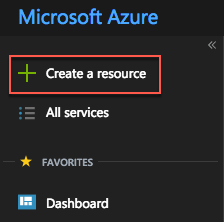 Microsoft Azure
Create a resource
All services
FAVORITES
Dashboard